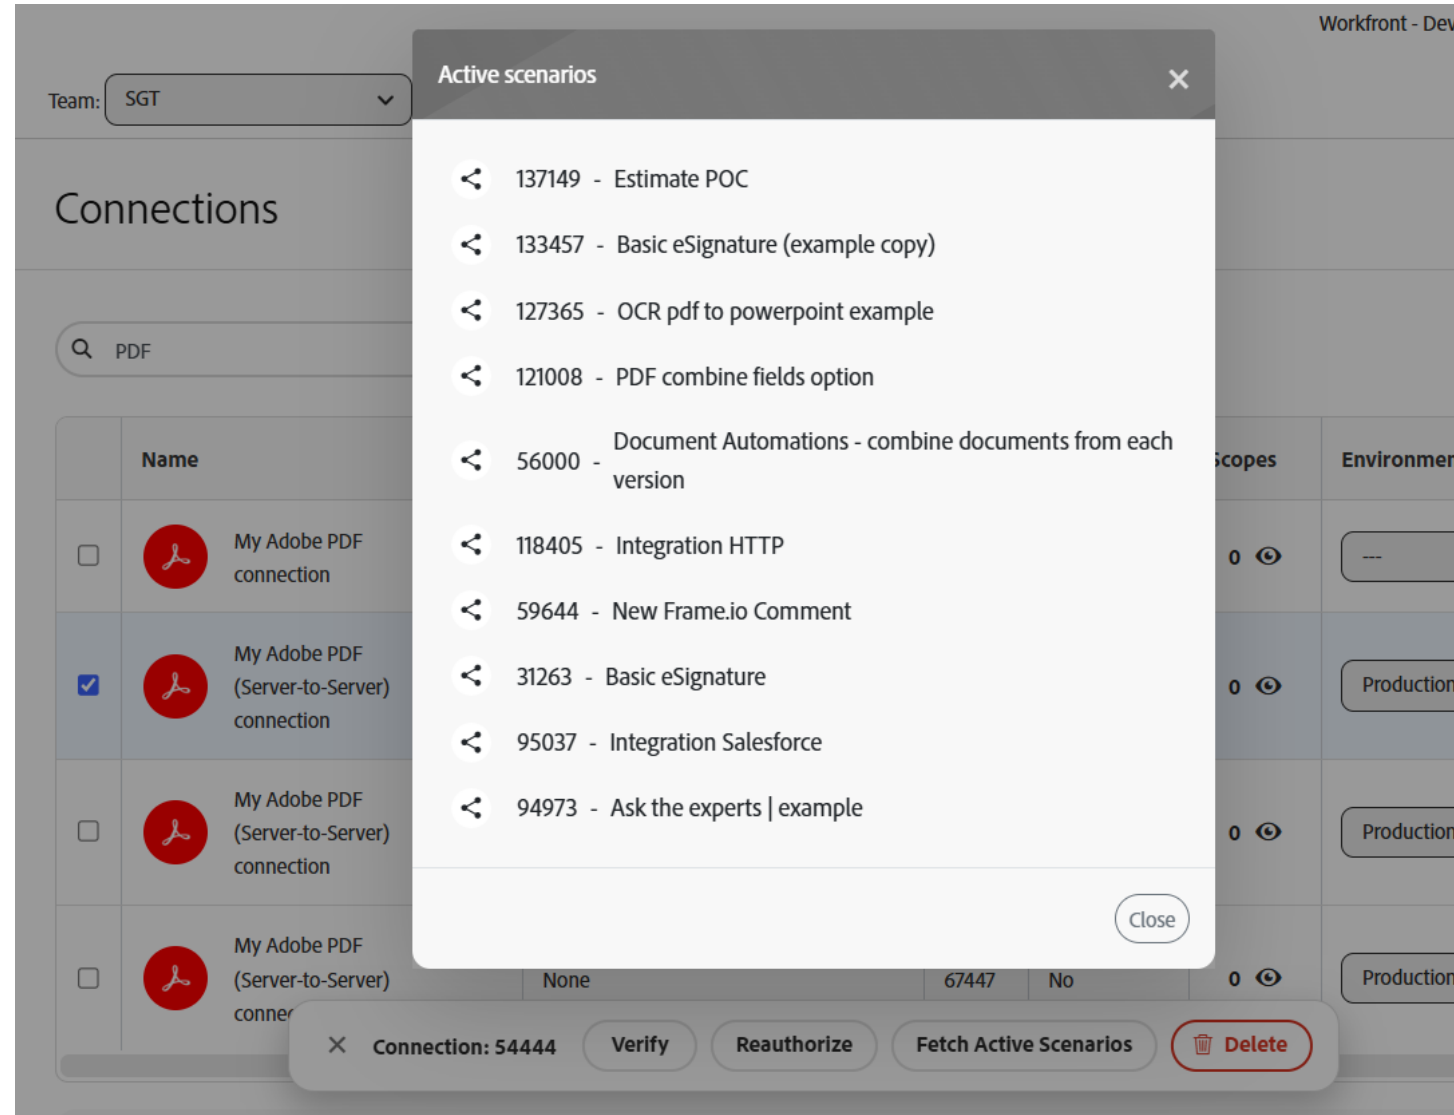 Workfront - Dev
Team: SGT
Active scenarios
Connections
PDF
137149 - Estimate POC
133457 - Basic eSignature (example copy)
127365 - OCR pdf to powerpoint example
121008 - PDF combine fields option
56000 - Document Automations - combine documents from each
version
118405 - Integration HTTP
59644 - New Frame.io Comment
31263 - Basic eSignature
95037 - Integration Salesforce
94973 - Ask the experts | example
Close
Name
Scopes
Environmen
My Adobe PDF
connection
0
---
My Adobe PDF
(Server-to-Server)
connection
0
Production
My Adobe PDF
(Server-to-Server)
connection
0
Production
My Adobe PDF
(Server-to-Server)
connec
None
67447
No
0
Production
Connection: 54444
Verify
Reauthorize
Fetch Active Scenarios
Delete